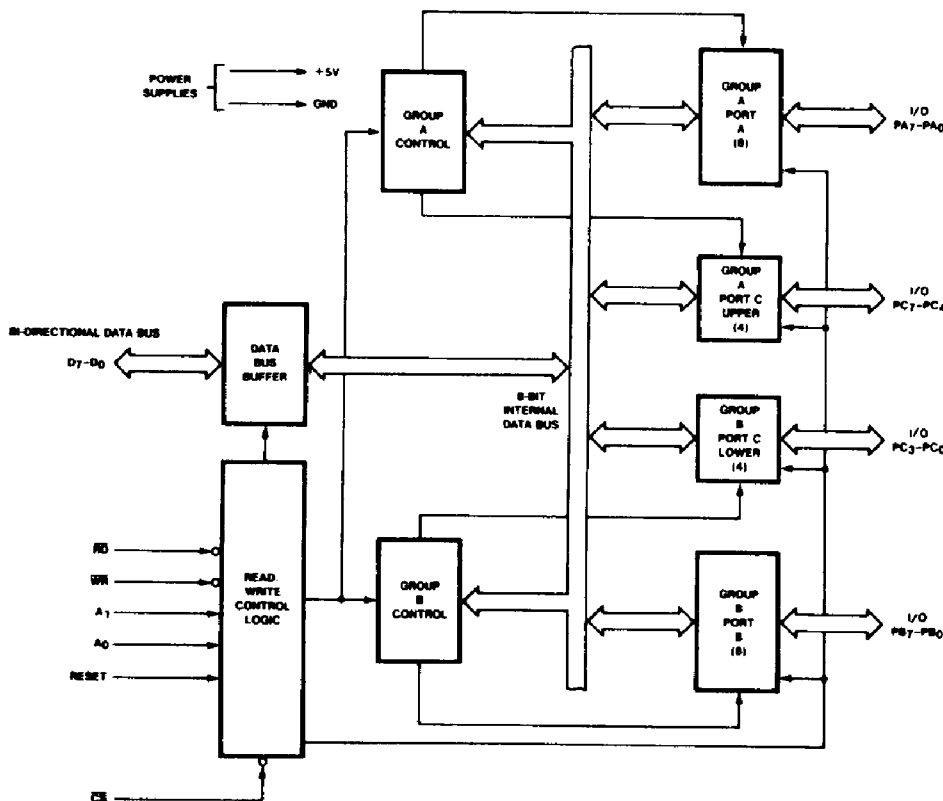 POWER
SUPPLIES
+5V
GND
GROUP
A
CONTROL
GROUP
A
PORT
A
(8)
I/O
PA7-PA0
GROUP
A
PORT C
UPPER
(4)
I/O
PC7-PC4
BI-DIRECTIONAL DATA BUS
D7-D0
DATA
BUS
BUFFER
8-BIT
INTERNAL
DATA BUS
GROUP
B
PORT C
LOWER
(4)
I/O
PC3-PC0
RD
WR
A1
A0
RESET
READ
WRITE
CONTROL
LOGIC
GROUP
B
CONTROL
GROUP
B
PORT
B
(8)
I/O
PB7-PB0
CS